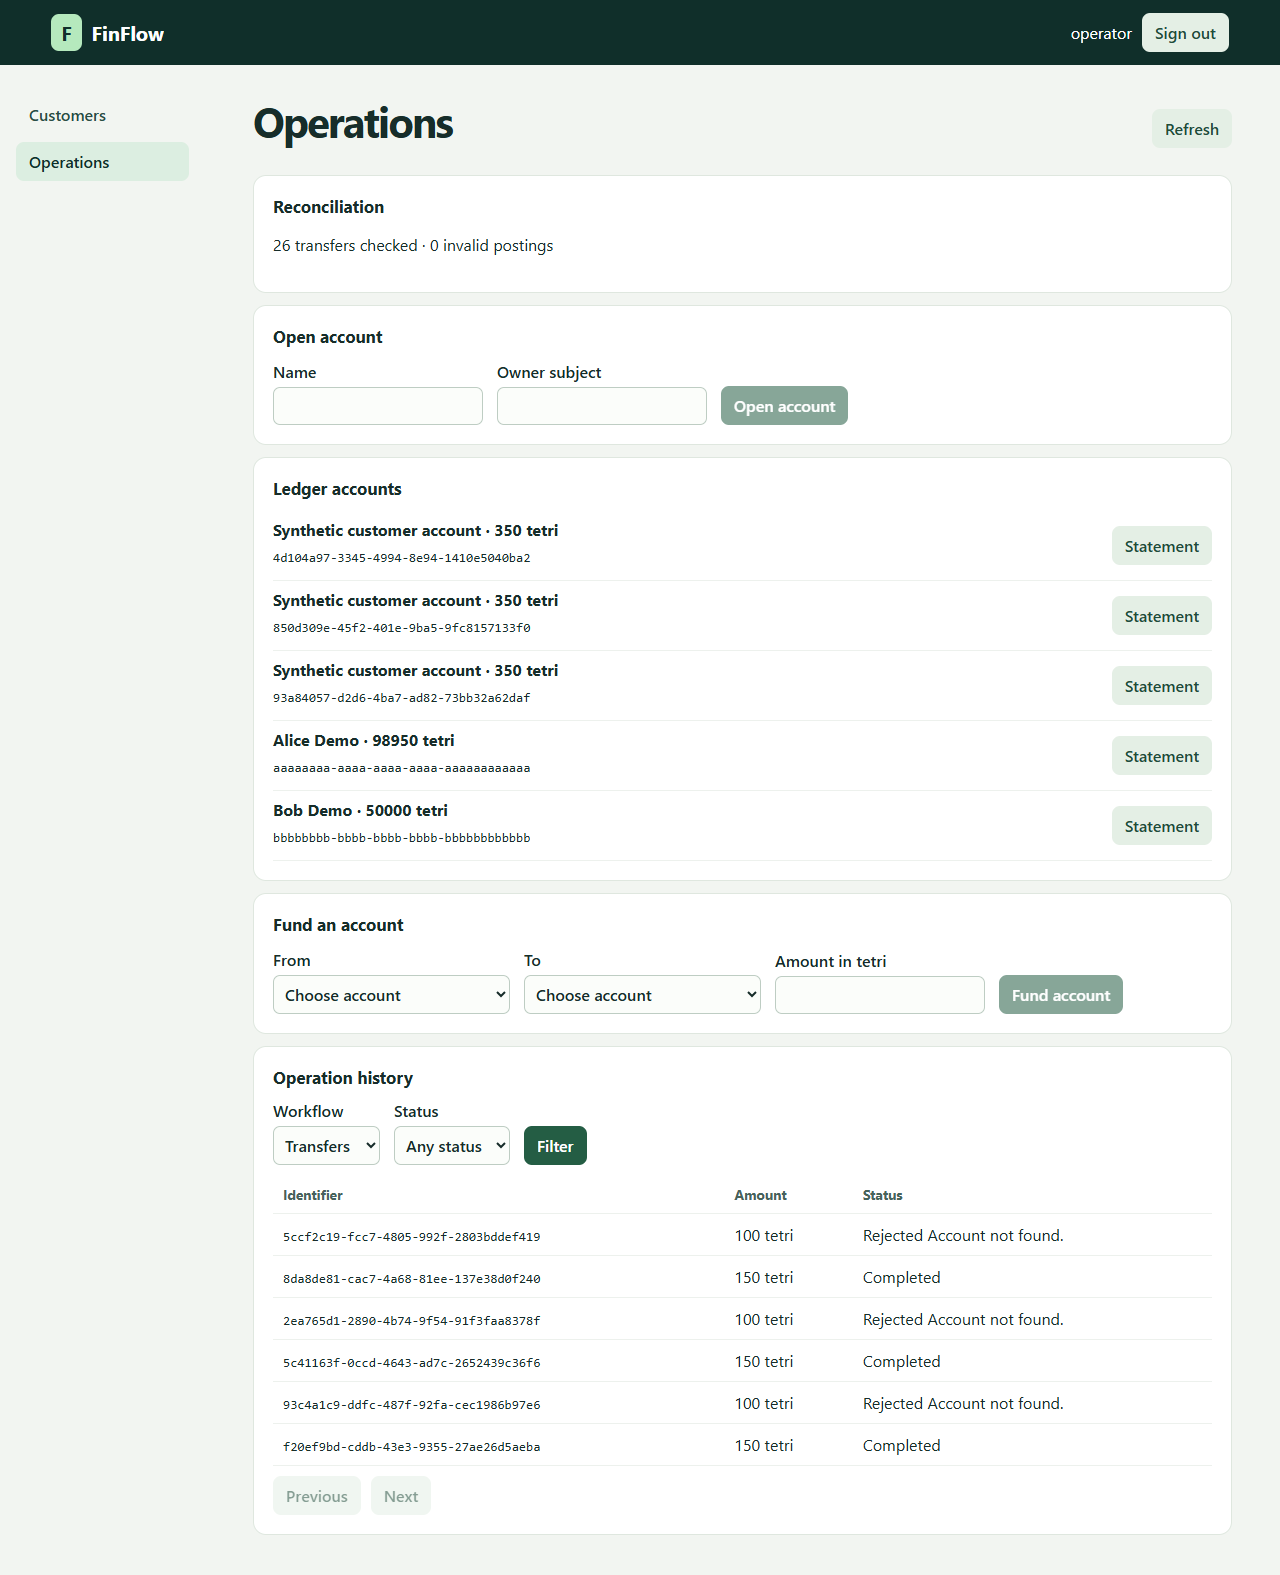 F FinFlow
operator Sign out
Customers
Operations
Operations
Refresh
Reconciliation
26 transfers checked · 0 invalid postings
Open account
Name Owner subject
Open account
Ledger accounts
Synthetic customer account · 350 tetri
4d104a97-3345-4994-8e94-1410e5040ba2
Statement
Synthetic customer account · 350 tetri
850d309e-45f2-401e-9ba5-9fc8157133f0
Statement
Synthetic customer account · 350 tetri
93a84057-d2d6-4ba7-ad82-73bb32a62daf
Statement
Alice Demo · 98950 tetri
aaaaaaaa-aaaa-aaaa-aaaa-aaaaaaaaaaaa
Statement
Bob Demo · 50000 tetri
bbbbbbbb-bbbb-bbbb-bbbb-bbbbbbbbbbbb
Statement
Fund an account
From To Amount in tetri
Choose account Choose account Fund account
Operation history
Workflow Status
Transfers Any status Filter
Identifier Amount Status
5ccf2c19-fcc7-4805-992f-2803bddef419 100 tetri Rejected Account not found.
8da8de81-cac7-4a68-81ee-137e38d0f240 150 tetri Completed
2ea765d1-2890-4b74-9f54-91f3faa8378f 100 tetri Rejected Account not found.
5c41163f-0ccd-4643-ad7c-2652439c36f6 150 tetri Completed
93c4a1c9-ddfc-487f-92fa-cec1986b97e6 100 tetri Rejected Account not found.
f20ef9bd-cddb-43e3-9355-27ae26d5aeba 150 tetri Completed
Previous Next